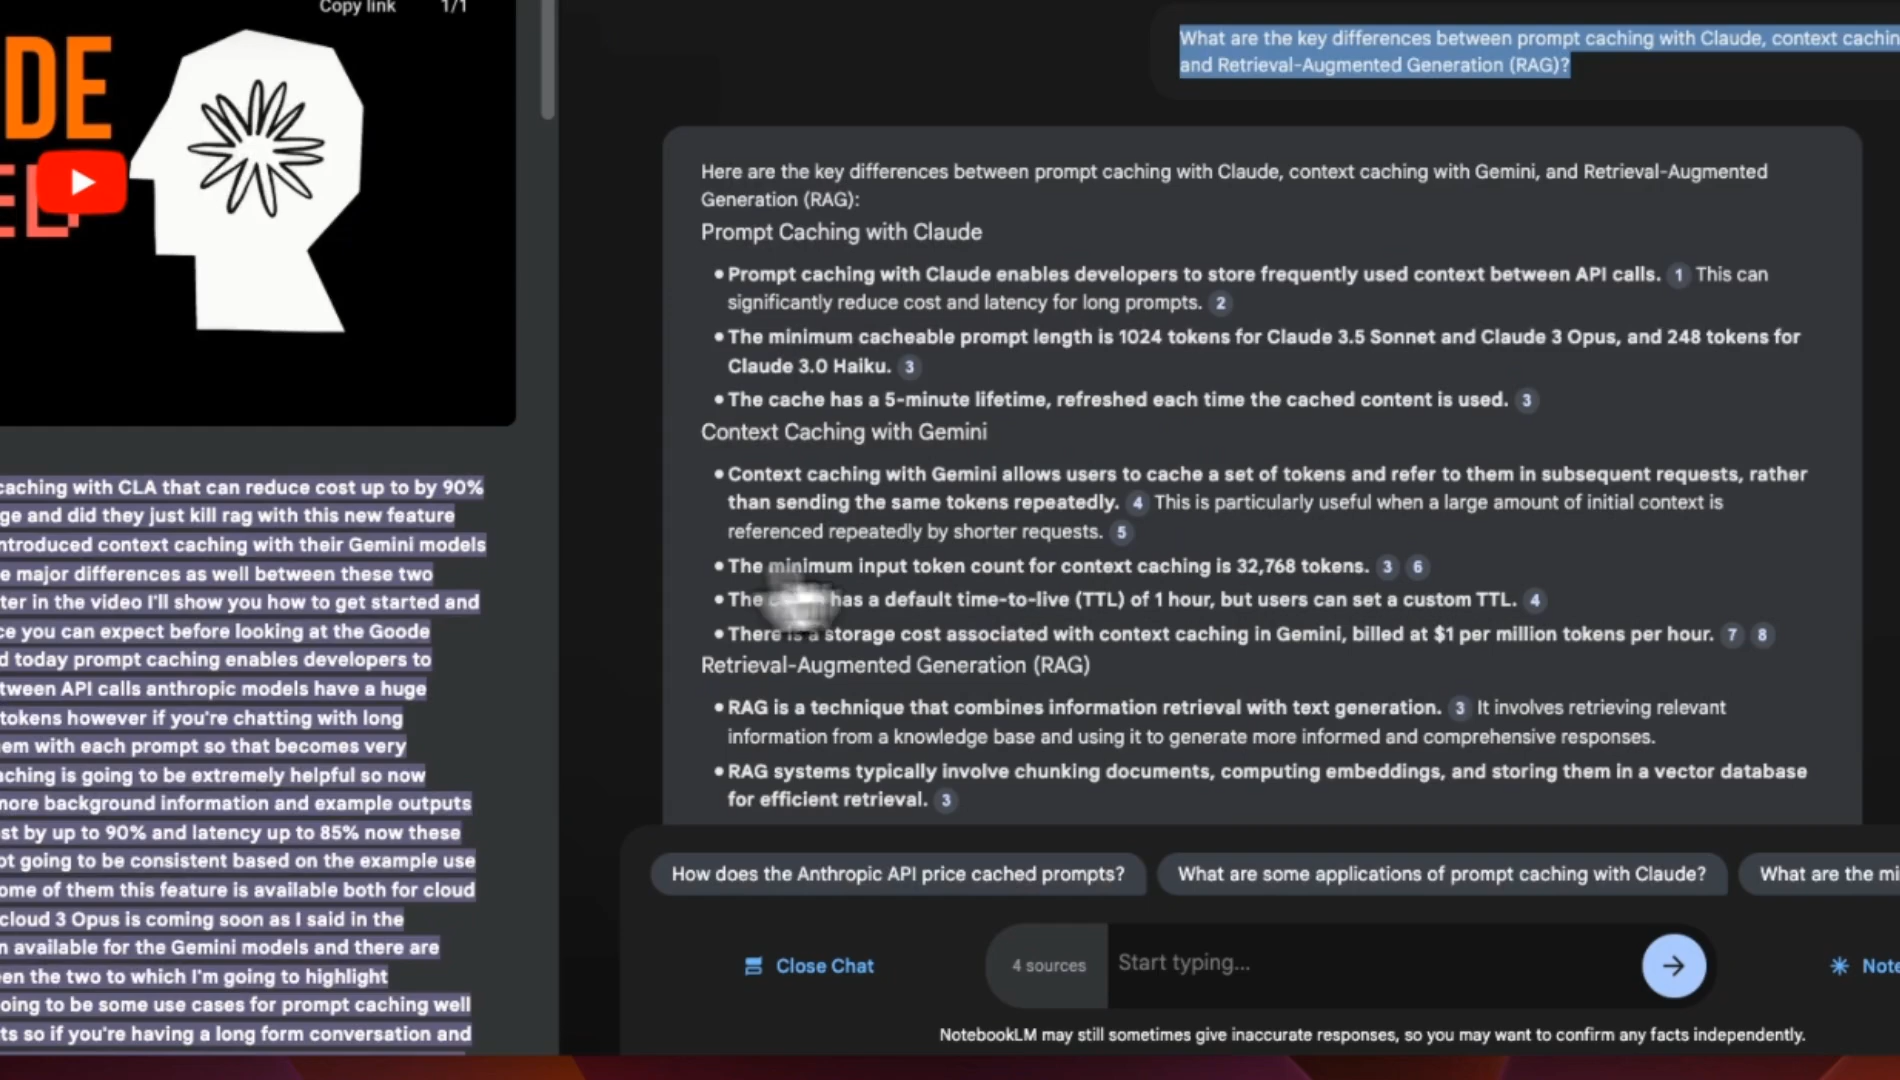 Copy link 1/1
DE
caching with CLA that can reduce cost up to by 90%
ge and did they just kill rag with this new feature
ntroduced context caching with their Gemini models
e major differences as well between these two
ter in the video I'll show you how to get started and
ce you can expect before looking at the Goode
d today prompt caching enables developers to
tween API calls anthropic models have a huge
tokens however if you're chatting with long
hem with each prompt so that becomes very
aching is going to be extremely helpful so now
more background information and example outputs
st by up to 90% and latency up to 85% now these
ot going to be consistent based on the example use
ome of them this feature is available both for cloud
cloud 3 Opus is coming soon as I said in the
n available for the Gemini models and there are
een the two to which I'm going to highlight
oing to be some use cases for prompt caching well
ts so if you're having a long form conversation and
What are the key differences between prompt caching with Claude, context cachin
and Retrieval-Augmented Generation (RAG)?
Here are the key differences between prompt caching with Claude, context caching with Gemini, and Retrieval-Augmented
Generation (RAG):
Prompt Caching with Claude
• Prompt caching with Claude enables developers to store frequently used context between API calls. 1 This can
significantly reduce cost and latency for long prompts. 2
• The minimum cacheable prompt length is 1024 tokens for Claude 3.5 Sonnet and Claude 3 Opus, and 248 tokens for
Claude 3.0 Haiku. 3
• The cache has a 5-minute lifetime, refreshed each time the cached content is used. 3
Context Caching with Gemini
• Context caching with Gemini allows users to cache a set of tokens and refer to them in subsequent requests, rather
than sending the same tokens repeatedly. 4 This is particularly useful when a large amount of initial context is
referenced repeatedly by shorter requests. 5
• The minimum input token count for context caching is 32,768 tokens. 3 6
• The has a default time-to-live (TTL) of 1 hour, but users can set a custom TTL. 4
• There is a storage cost associated with context caching in Gemini, billed at $1 per million tokens per hour. 7 8
Retrieval-Augmented Generation (RAG)
• RAG is a technique that combines information retrieval with text generation. 3 It involves retrieving relevant
information from a knowledge base and using it to generate more informed and comprehensive responses.
• RAG systems typically involve chunking documents, computing embeddings, and storing them in a vector database
for efficient retrieval. 3
How does the Anthropic API price cached prompts? What are some applications of prompt caching with Claude? What are the mi
Close Chat 4 sources Start typing... Note
NotebookLM may still sometimes give inaccurate responses, so you may want to confirm any facts independently.